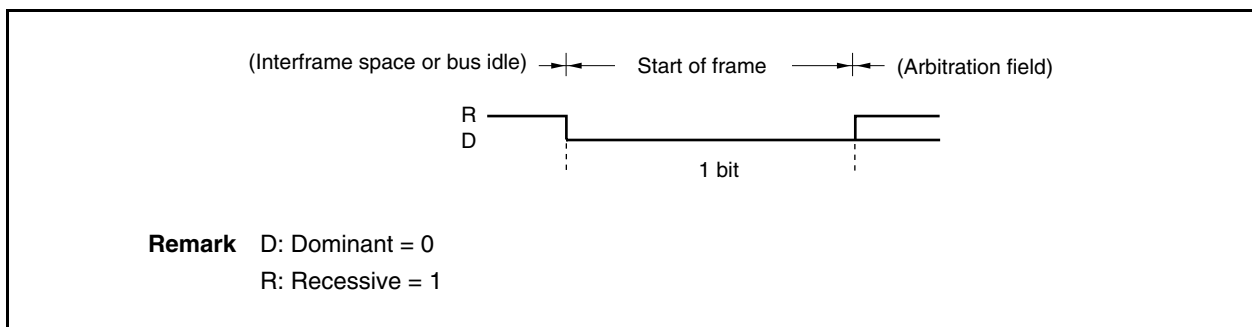 (Interframe space or bus idle) Start of frame (Arbitration field)
R
D
1 bit
Remark D: Dominant = 0
R: Recessive = 1